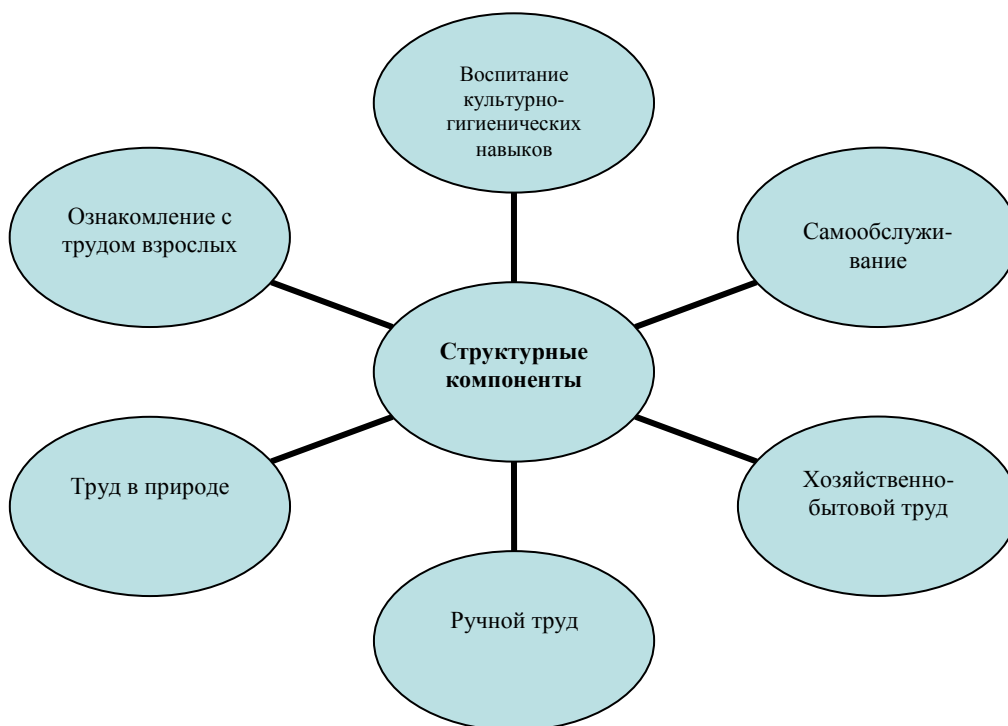 Воспитание
культурно-
гигиенических
навыков
Ознакомление с
трудом взрослых
Самообслужи-
вание
Структурные
компоненты
Труд в природе
Хозяйственно-
бытовой труд
Ручной труд